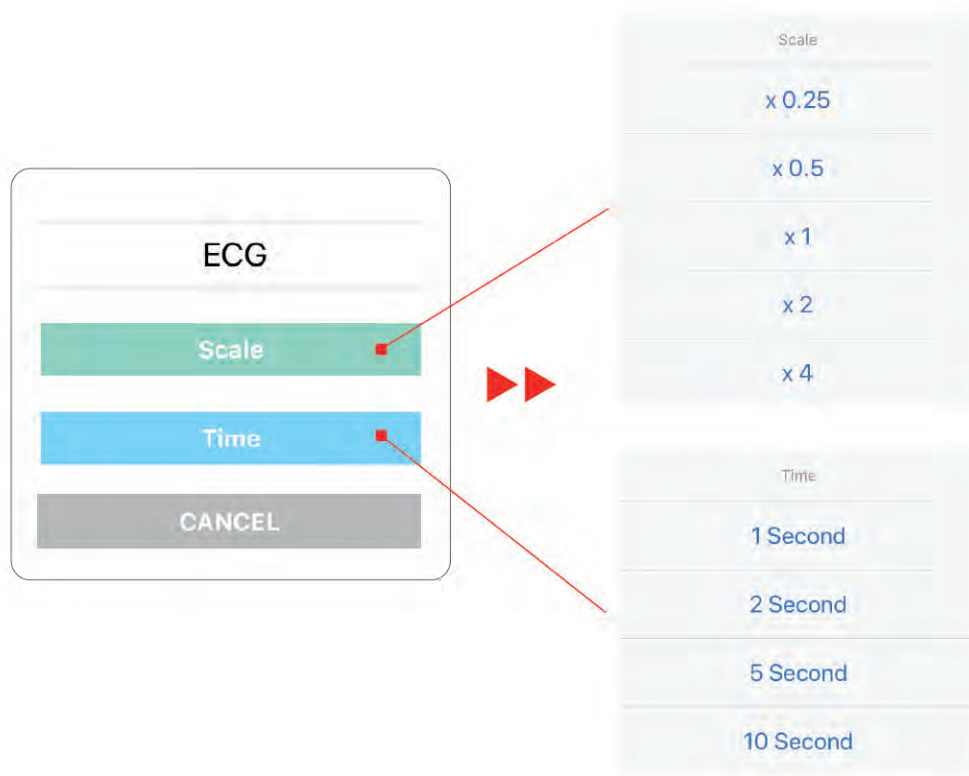 ECG
Scale
Time
CANCEL
Scale
x 0.25
x 0.5
x 1
x 2
x 4
Time
1 Second
2 Second
5 Second
10 Second